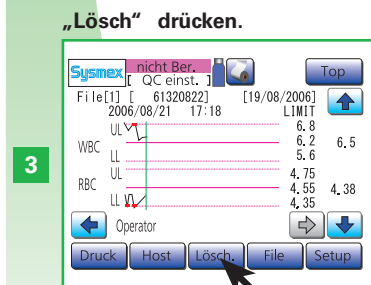 „Lösch“ drücken.
Sysmex nicht Ber. Top
[ QC einst. ]
File[1] [ 61320822] [19/08/2006]
2006/08/21 17:18 LIMIT
UL 6.8
WBC 6.2 6.5
LL 5.6
3
UL 4.75
RBC 4.55 4.38
LL 4.35
Operator
Druck Host Lösch. File Setup